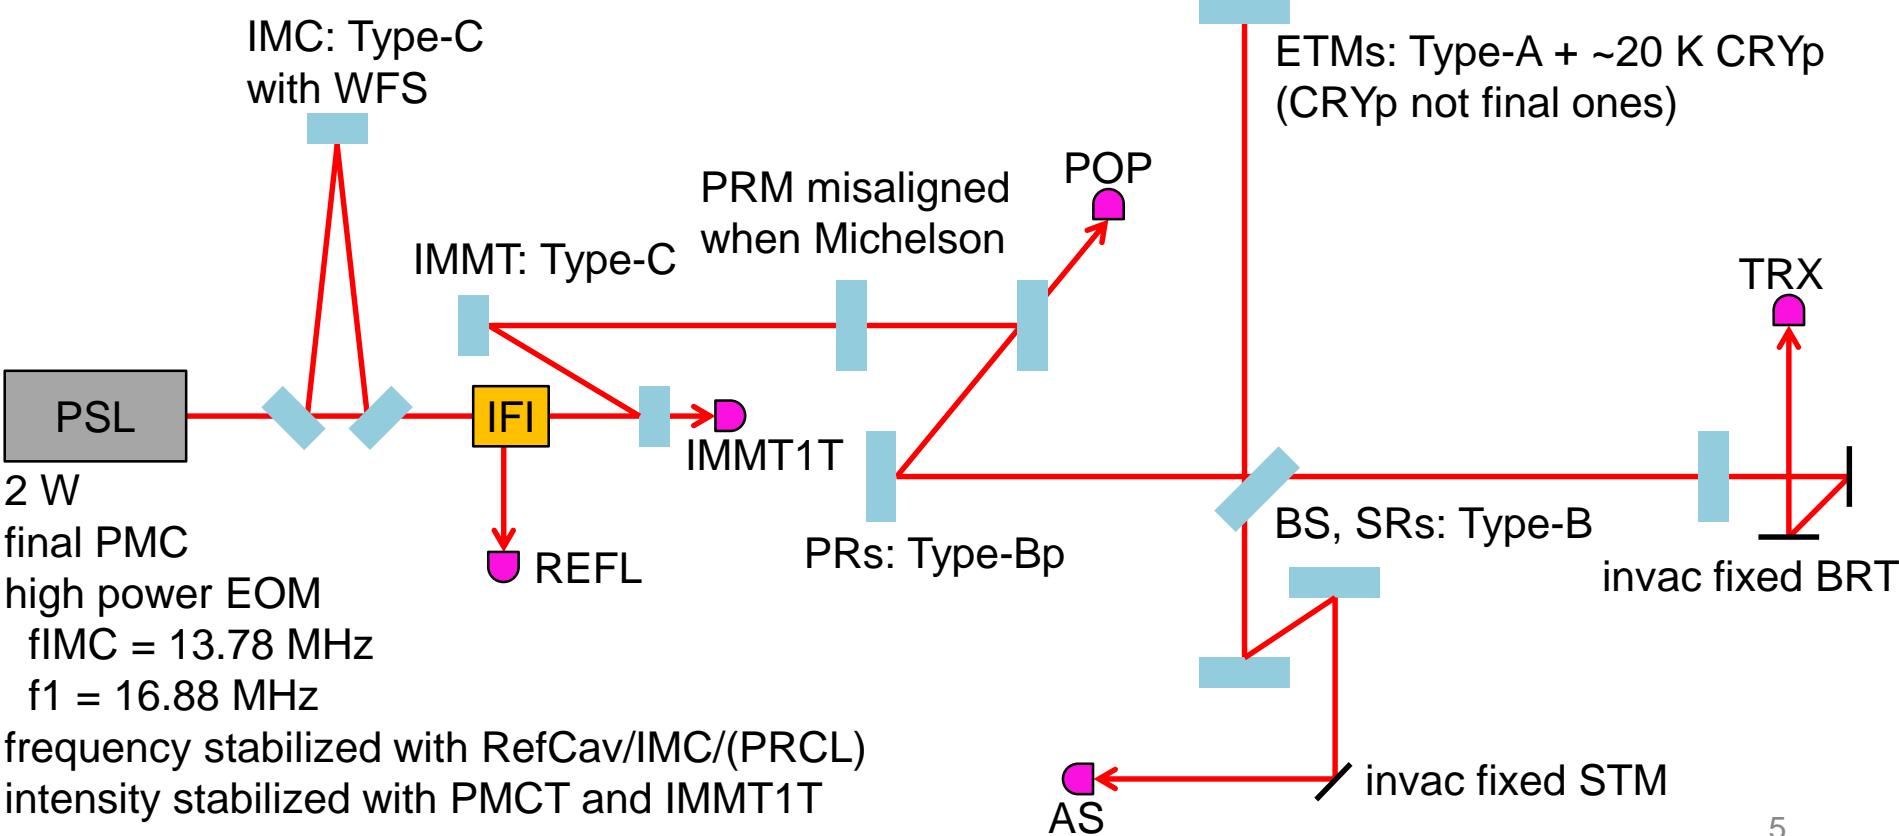 IMC: Type-C
with WFS
ETMs: Type-A + ~20 K CRYp
(CRYp not final ones)
POP
PRM misaligned
when Michelson
IMMT: Type-C
TRX
PSL
IFI
IMMT1T
2 W
final PMC
high power EOM
fIMC = 13.78 MHz
f1 = 16.88 MHz
frequency stabilized with RefCav/IMC/(PRCL)
intensity stabilized with PMCT and IMMT1T
REFL
PRs: Type-Bp
BS, SRs: Type-B
invac fixed BRT
invac fixed STM
AS
5